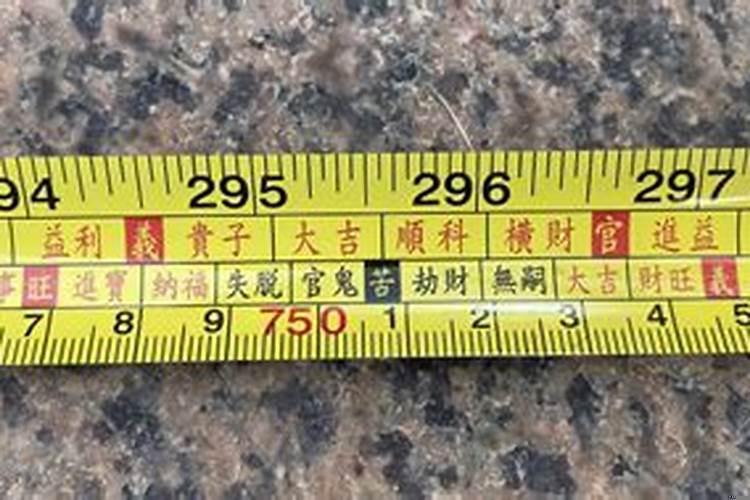 94 295 296 297
益利 義 貴子 大吉 順科 橫財 官 進益
事 旺 進寶 納福 失脱 官鬼 苦 劫財 無嗣 大吉 財旺 義
7 8 9 750 1 2 3 4 5